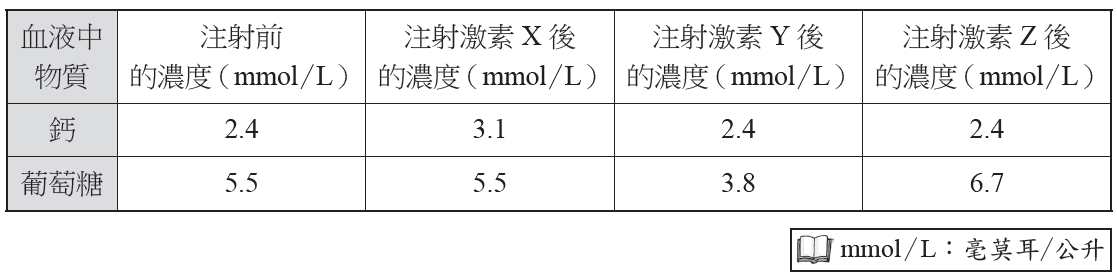 血液中物質 注射前的濃度（mmol/L） 注射激素 X 後的濃度（mmol/L） 注射激素 Y 後的濃度（mmol/L） 注射激素 Z 後的濃度（mmol/L）
鈣 2.4 3.1 2.4 2.4
葡萄糖 5.5 5.5 3.8 6.7
mmol/L：毫莫耳/公升